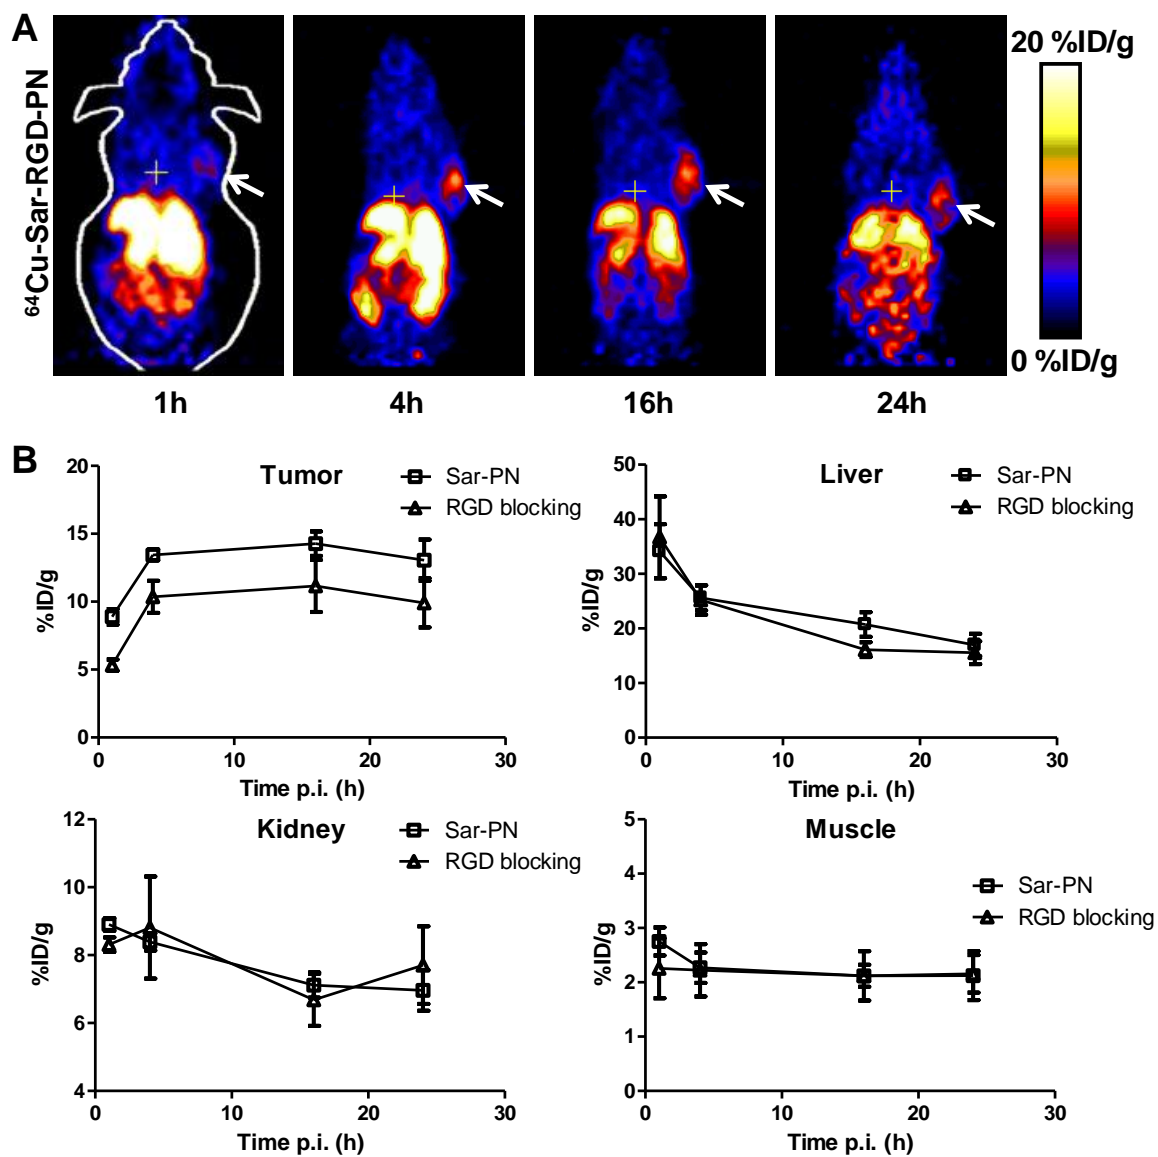 A
⁶⁴Cu-Sar-RGD-PN
20 %ID/g
0 %ID/g
1h
4h
16h
24h
B
Tumor
Sar-PN
RGD blocking
%ID/g
20
15
10
5
0
0 10 20 30
Time p.i. (h)
Liver
Sar-PN
RGD blocking
%ID/g
50
40
30
20
10
0
0 10 20 30
Time p.i. (h)
Kidney
Sar-PN
RGD blocking
%ID/g
12
10
8
6
4
0 10 20 30
Time p.i. (h)
Muscle
Sar-PN
RGD blocking
%ID/g
5
4
3
2
1
0
0 10 20 30
Time p.i. (h)